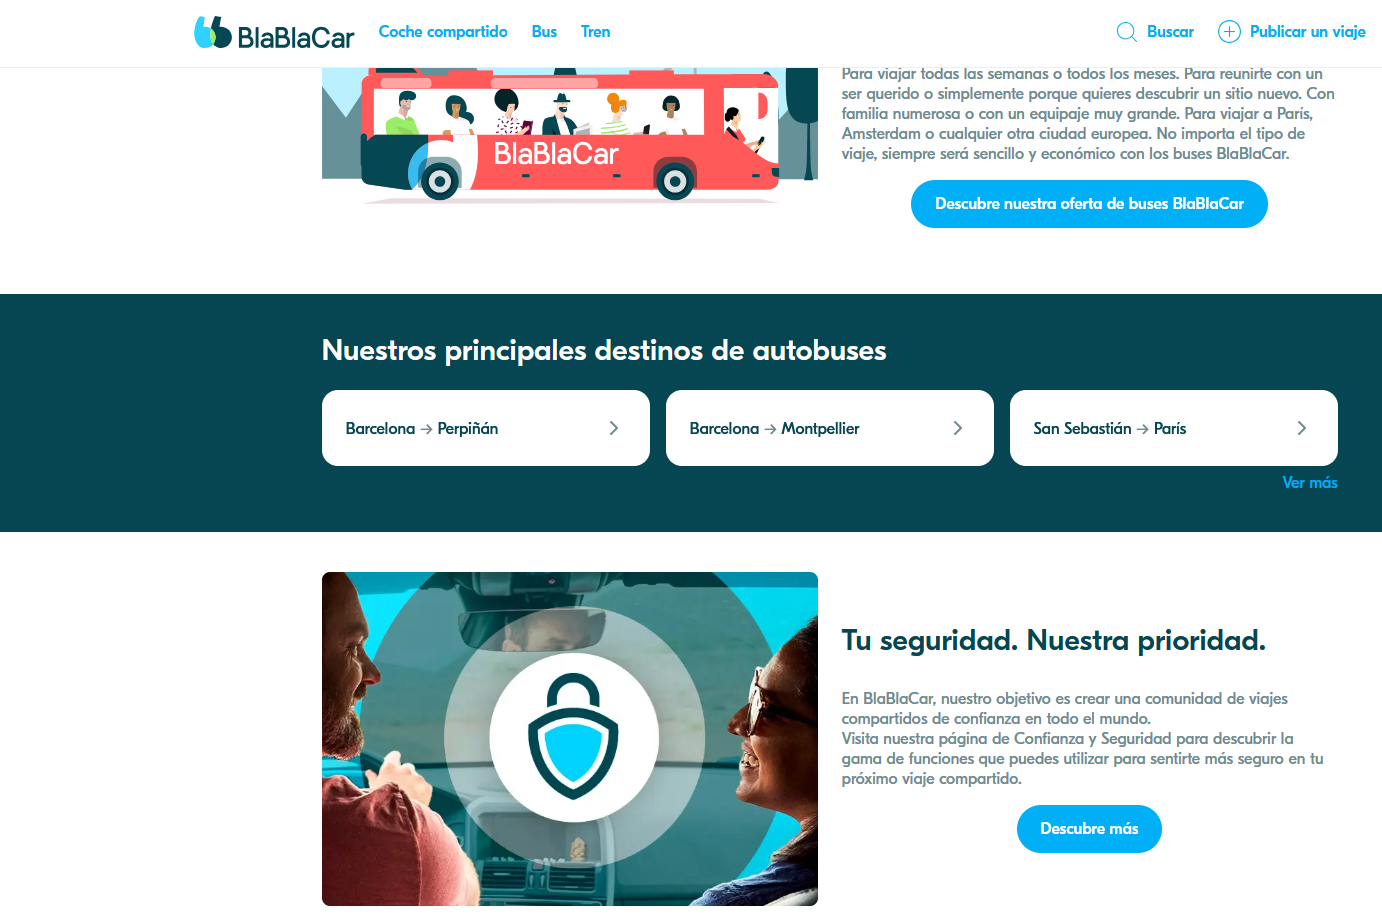 BlaBlaCar
Coche compartido
Bus
Tren
Buscar
Publicar un viaje
BlaBlaCar
Para viajar todas las semanas o todos los meses. Para reunirte con un
ser querido o simplemente porque quieres descubrir un sitio nuevo. Con
familia numerosa o con un equipaje muy grande. Para viajar a París,
Amsterdam o cualquier otra ciudad europea. No importa el tipo de
viaje, siempre será sencillo y económico con los buses BlaBlaCar.
Descubre nuestra oferta de buses BlaBlaCar
Nuestros principales destinos de autobuses
Barcelona → Perpiñán
Barcelona → Montpellier
San Sebastián → París
Ver más
Tu seguridad. Nuestra prioridad.
En BlaBlaCar, nuestro objetivo es crear una comunidad de viajes
compartidos de confianza en todo el mundo.
Visita nuestra página de Confianza y Seguridad para descubrir la
gama de funciones que puedes utilizar para sentirte más seguro en tu
próximo viaje compartido.
Descubre más